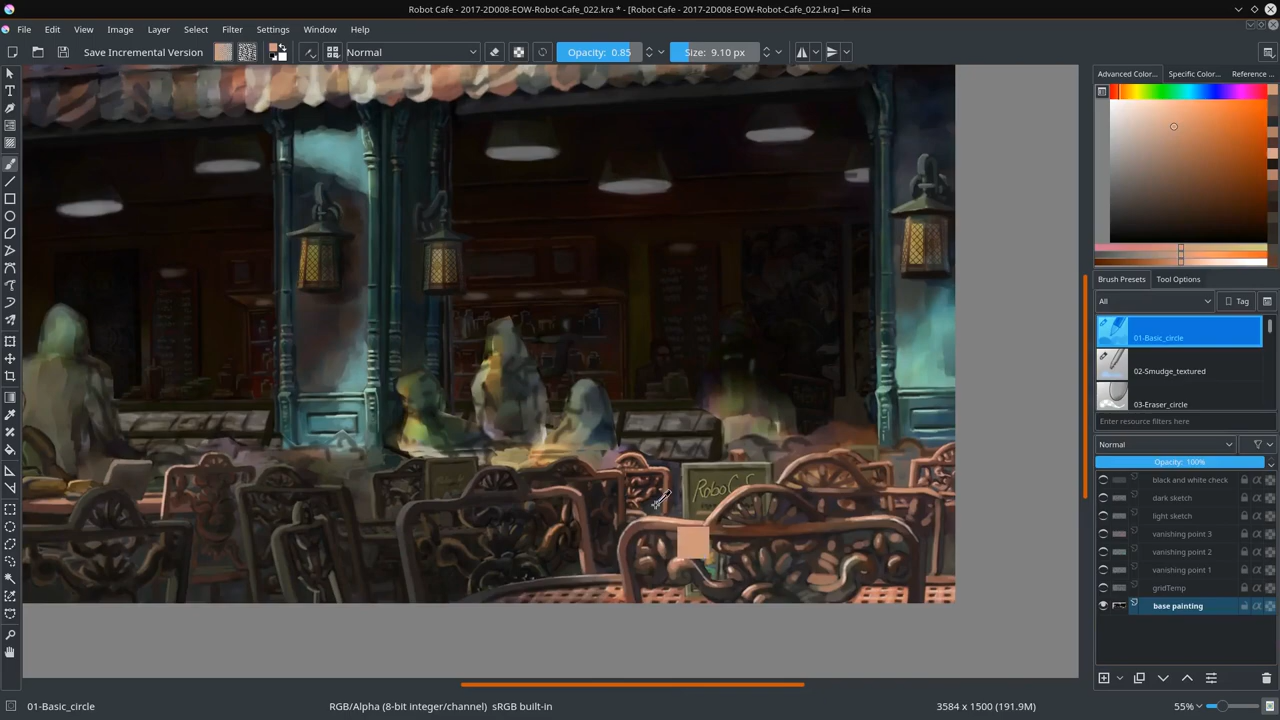 Robot Cafe - 2017-2D008-EOW-Robot-Cafe_022.kra * - [Robot Cafe - 2017-2D008-EOW-Robot-Cafe_022.kra] — Krita
File Edit View Image Layer Select Filter Tools Settings Window Help
Save Incremental Version Normal Opacity: 0.85 Size: 9.10 px
Advanced Color... Specific Color... Reference ...
Brush Presets Tool Options
All Tag
01-Basic_circle
02-Smudge_textured
03-Eraser_circle
Enter resource filters here
Normal
Opacity: 100%
black and white check
dark sketch
light sketch
vanishing point 3
vanishing point 2
vanishing point 1
gridTemp
base painting
RoboC
01-Basic_circle RGB/Alpha (8-bit integer/channel) sRGB built-in 3584 x 1500 (191.9M) 55%